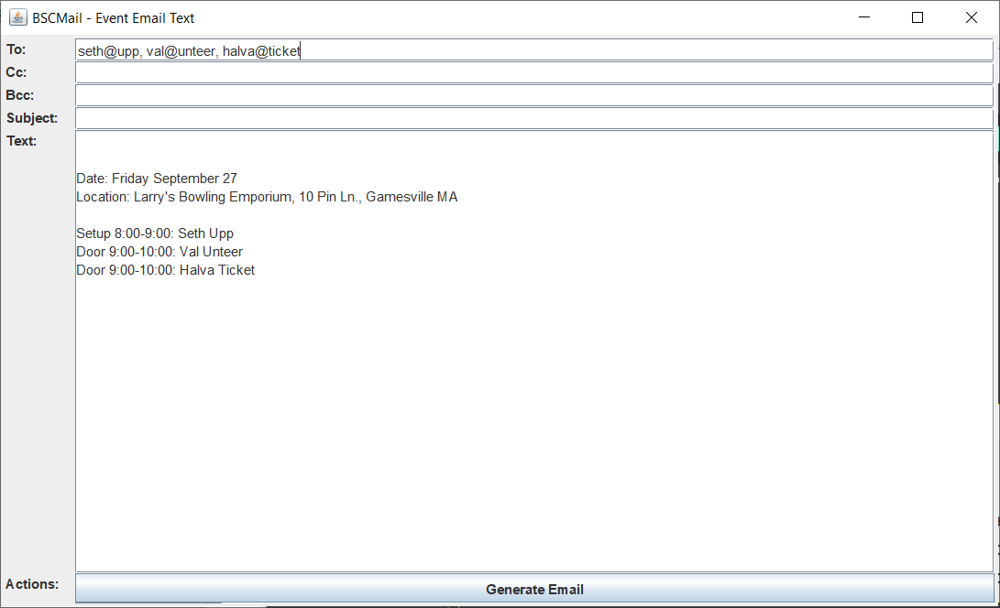 BSCMail - Event Email Text
To: seth@upp, val@unteer, halva@ticket
Cc:
Bcc:
Subject:
Text:
Date: Friday September 27
Location: Larry's Bowling Emporium, 10 Pin Ln., Gamesville MA
Setup 8:00-9:00: Seth Upp
Door 9:00-10:00: Val Unteer
Door 9:00-10:00: Halva Ticket
Actions: Generate Email